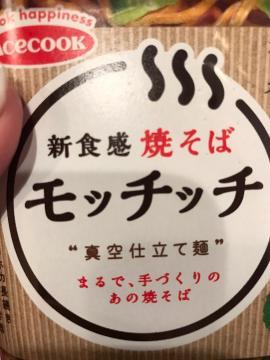 ook happiness
acecook
新食感 焼そば
モッチッチ
“真空仕立て麺”
まるで、手づくりの
あの焼そば